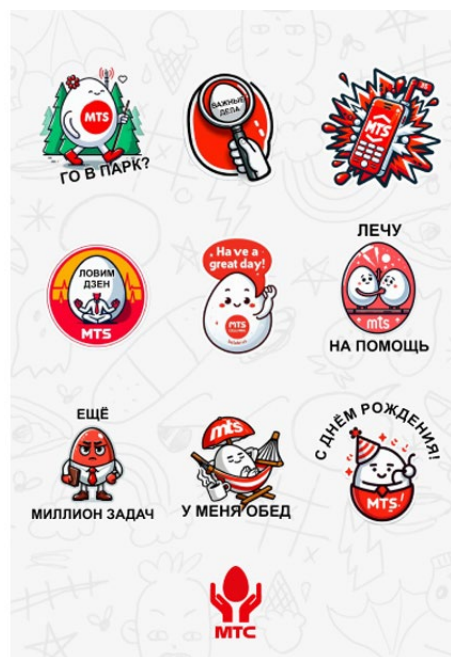 MTS
ГО В ПАРК?
ВАЖНЫЕ
ДЕЛА
MTS
ЛОВИМ
ДЗЕН
MTS
Have a
great day!
MTS
ЛЕЧУ
mts
НА ПОМОЩЬ
ЕЩЁ
МИЛЛИОН ЗАДАЧ
mts
У МЕНЯ ОБЕД
С ДНЁМ РОЖДЕНИЯ!
MTS!
МТС